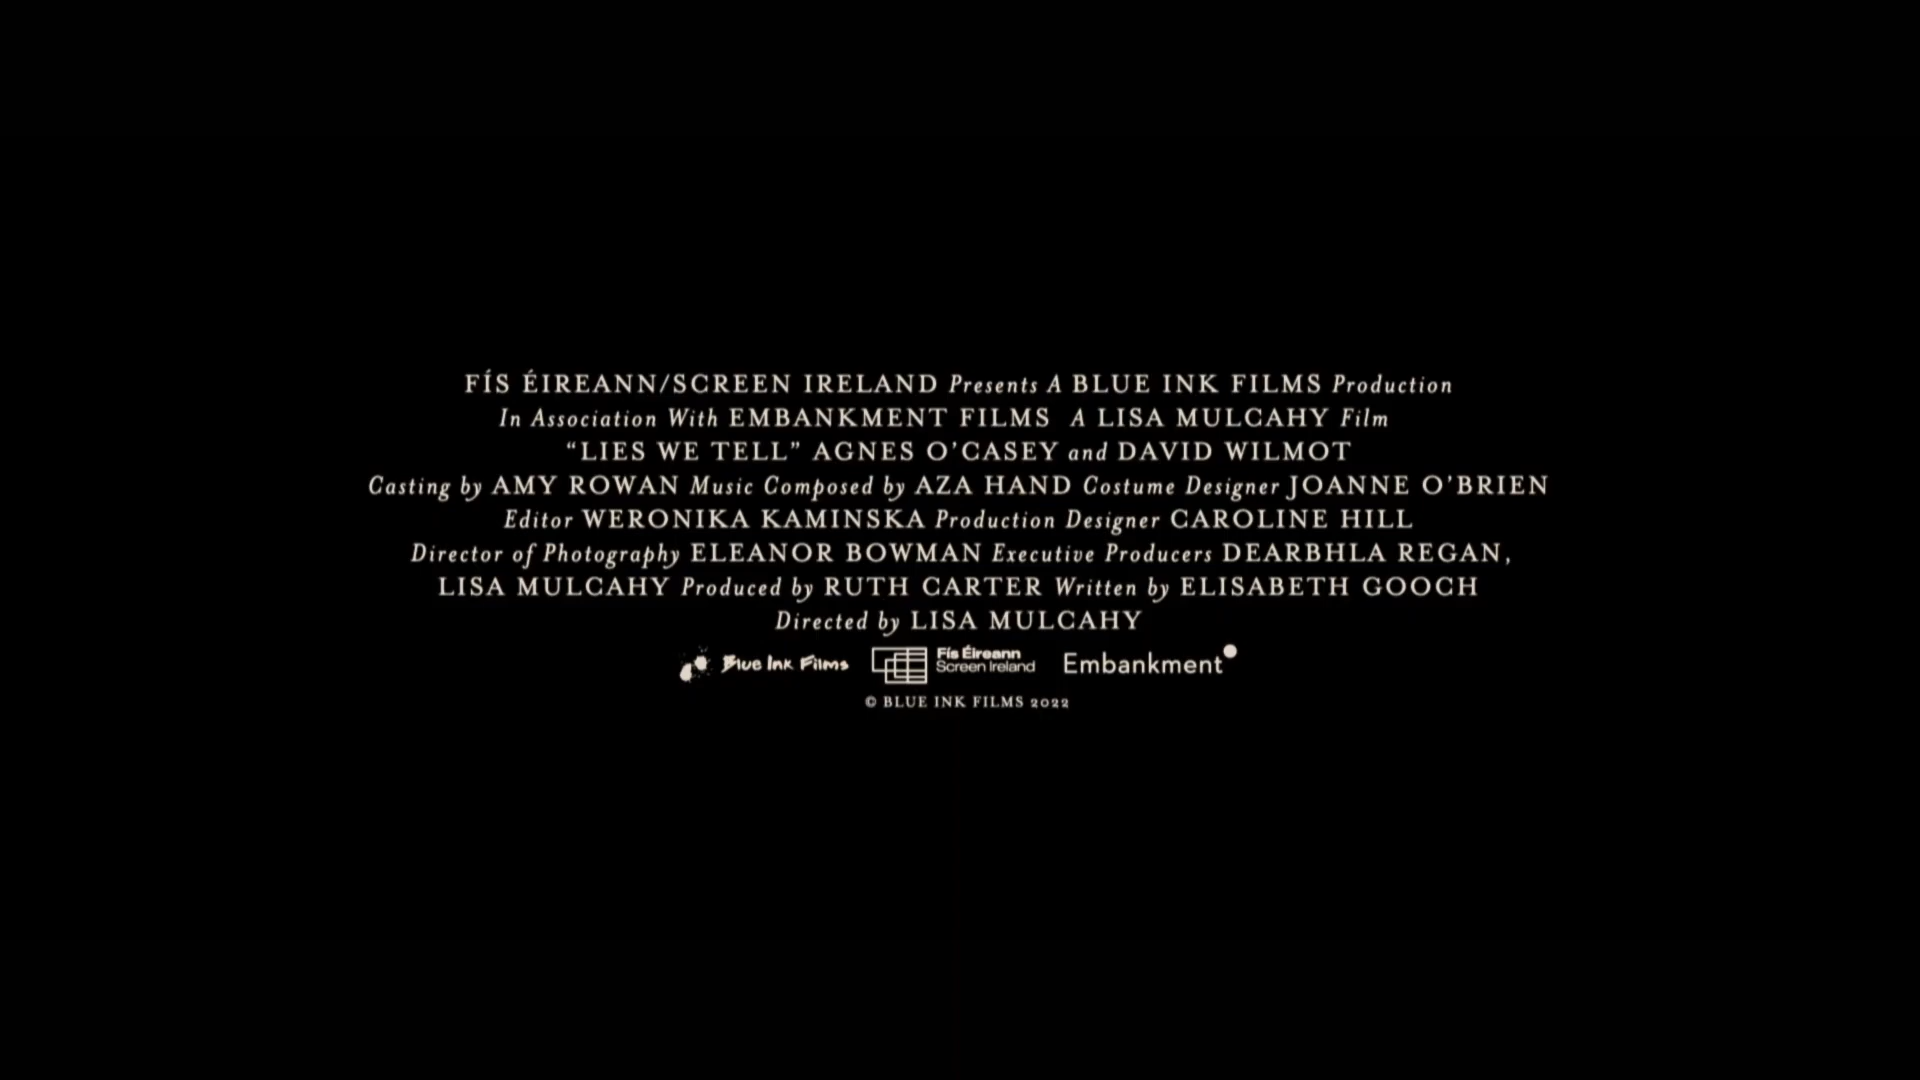 FÍS ÉIREANN/SCREEN IRELAND Presents A BLUE INK FILMS Production
In Association With EMBANKMENT FILMS A LISA MULCAHY Film
“LIES WE TELL” AGNES O’CASEY and DAVID WILMOT
Casting by AMY ROWAN Music Composed by AZA HAND Costume Designer JOANNE O’BRIEN
Editor WERONIKA KAMINSKA Production Designer CAROLINE HILL
Director of Photography ELEANOR BOWMAN Executive Producers DEARBHLA REGAN,
LISA MULCAHY Produced by RUTH CARTER Written by ELISABETH GOOCH
Directed by LISA MULCAHY
Blue Ink Films
Fís Éireann
Screen Ireland
Embankment
© BLUE INK FILMS 2022